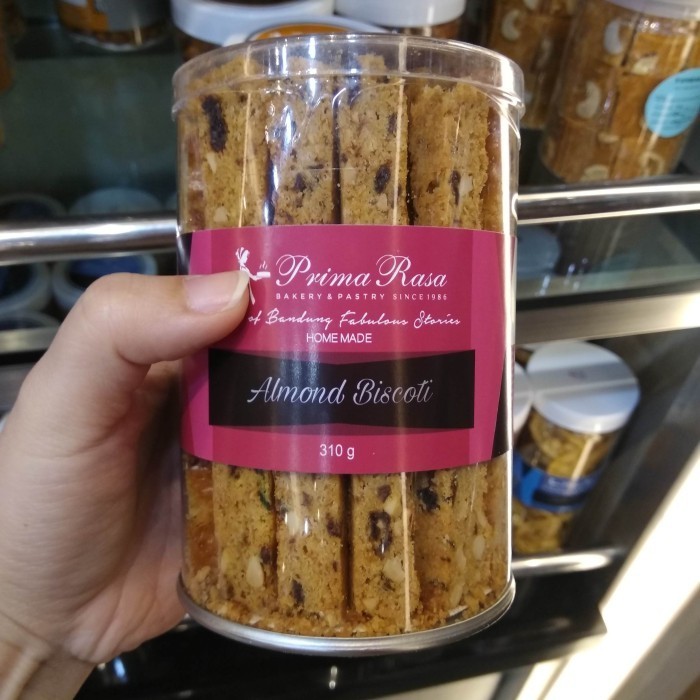 Prima Rasa
BAKERY & PASTRY SINCE 1986
of Bandung Fabulous Stories
HOME MADE
Almond Biscoti
310 g